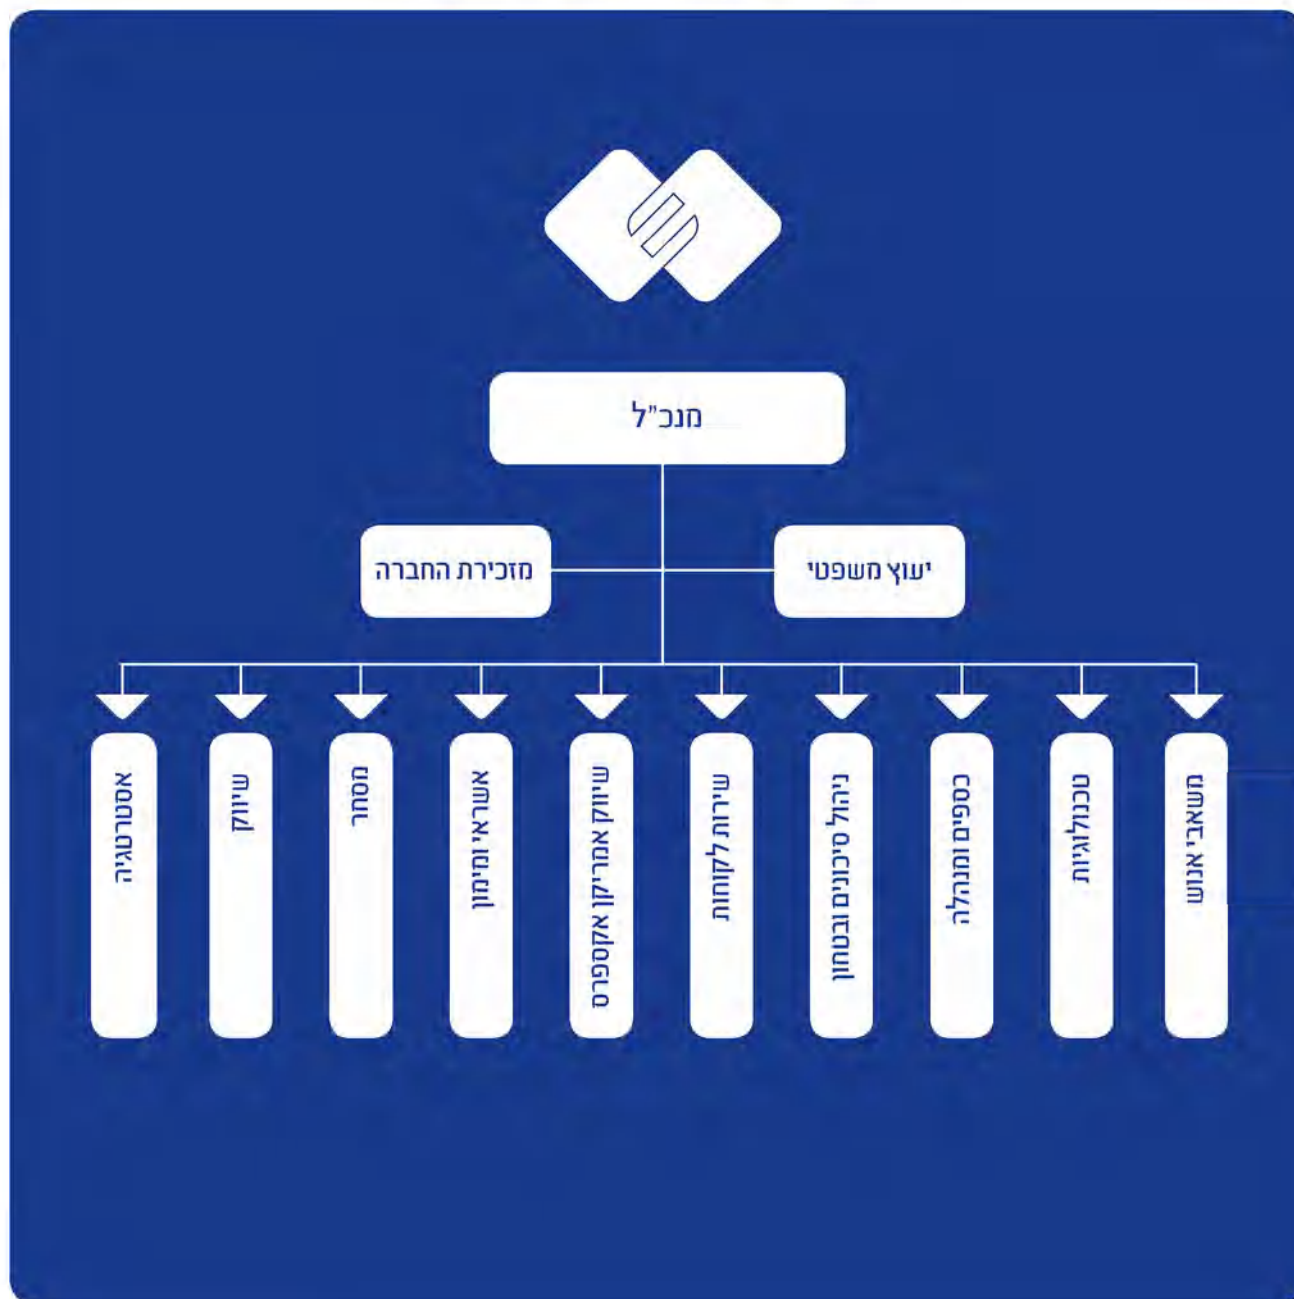 מנכ"ל
יעוץ משפטי
מזכירת החברה
משאבי אנוש
טכנולוגיות
כספים ומנהלה
ניהול סיכונים ובטחון
שירות לקוחות
שיווק אמריקן אקספרס
אשראי ומימון
מסחר
שיווק
אסטרטגיה